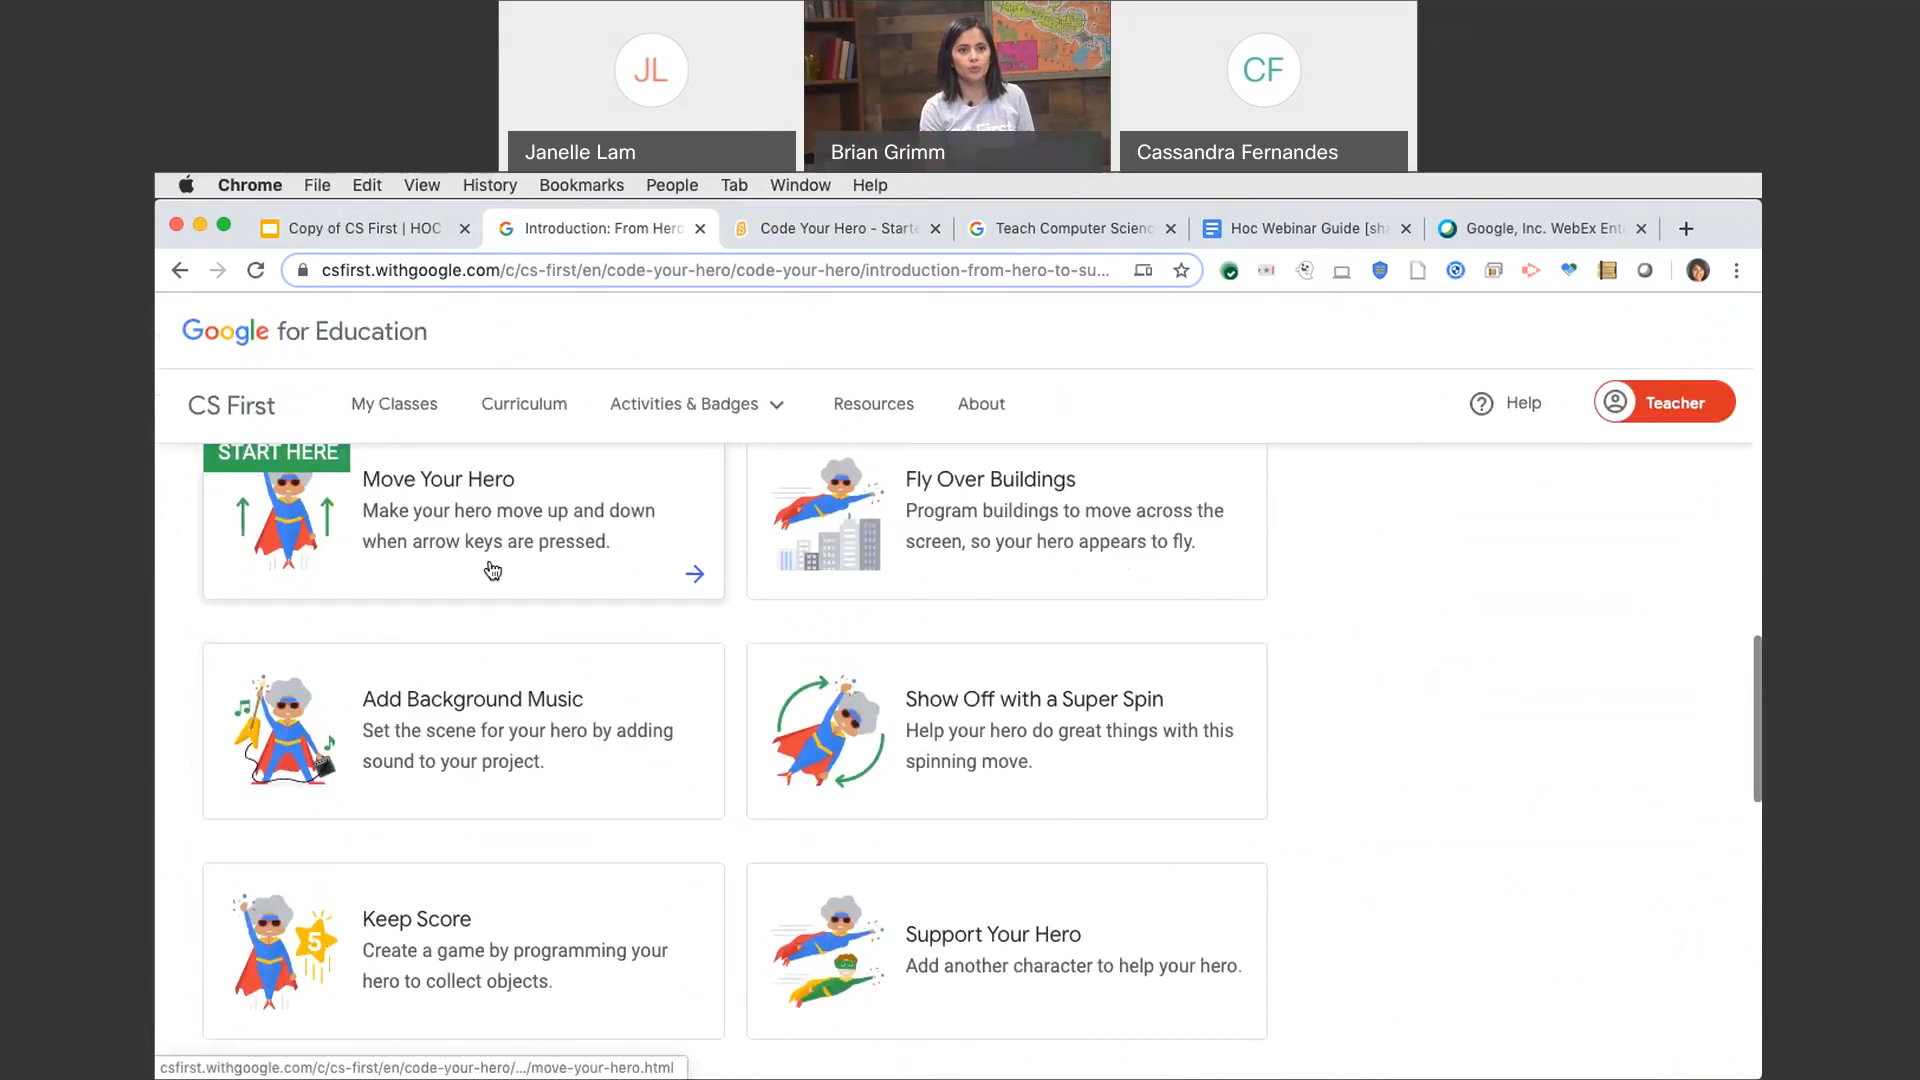 JL
CF
Janelle Lam
Brian Grimm
Cassandra Fernandes
Chrome File Edit View History Bookmarks People Tab Window Help
Copy of CS First | HOC
Introduction: From Hero
Code Your Hero - Starte
Teach Computer Scienc
Hoc Webinar Guide [sha
Google, Inc. WebEx Ent
csfirst.withgoogle.com/c/cs-first/en/code-your-hero/code-your-hero/introduction-from-hero-to-su...
Google for Education
CS First
My Classes
Curriculum
Activities & Badges
Resources
About
Help
Teacher
START HERE
Move Your Hero
Make your hero move up and down
when arrow keys are pressed.
Fly Over Buildings
Program buildings to move across the
screen, so your hero appears to fly.
Add Background Music
Set the scene for your hero by adding
sound to your project.
Show Off with a Super Spin
Help your hero do great things with this
spinning move.
5
Keep Score
Create a game by programming your
hero to collect objects.
Support Your Hero
Add another character to help your hero.
csfirst.withgoogle.com/c/cs-first/en/code-your-hero/.../move-your-hero.html